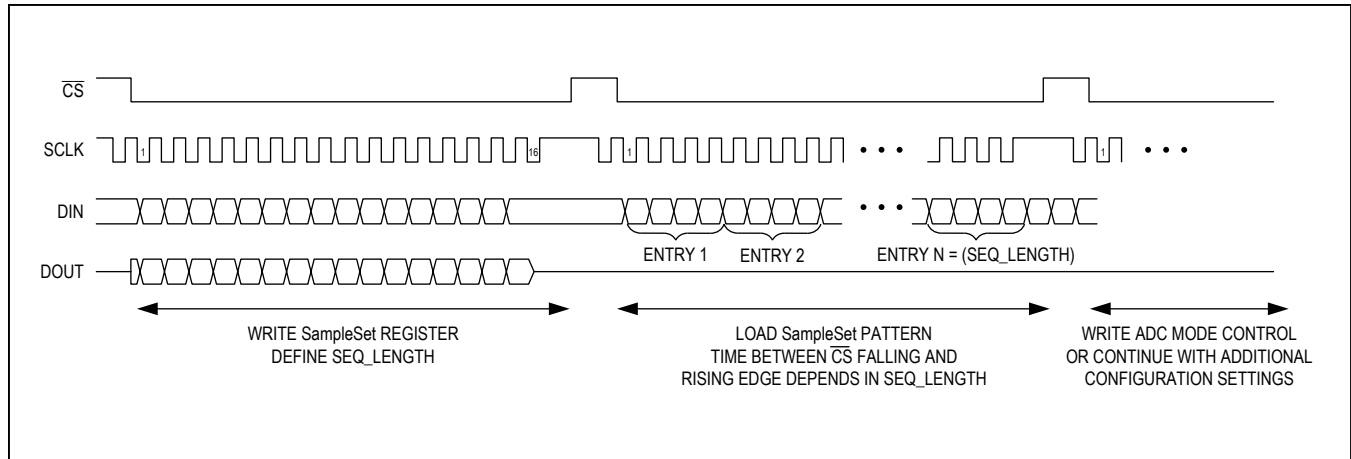 CS
SCLK
1
16
1
• • •
1
• • •
DIN
• • •
ENTRY 1
ENTRY 2
ENTRY N = (SEQ_LENGTH)
DOUT
WRITE SampleSet REGISTER
DEFINE SEQ_LENGTH
LOAD SampleSet PATTERN
TIME BETWEEN CS FALLING AND
RISING EDGE DEPENDS IN SEQ_LENGTH
WRITE ADC MODE CONTROL
OR CONTINUE WITH ADDITIONAL
CONFIGURATION SETTINGS